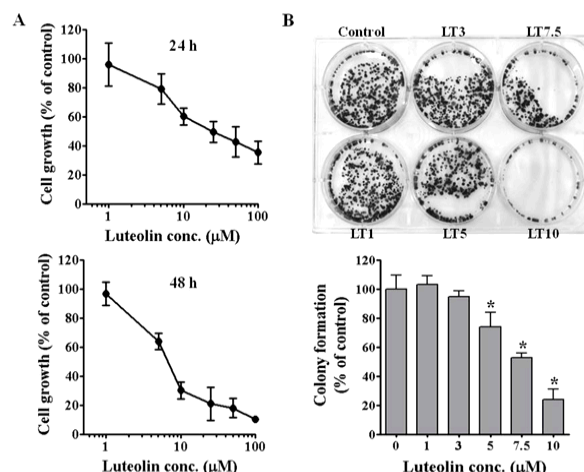 A
24 h
Cell growth (% of control)
120
100
80
60
40
20
0
1
10
100
Luteolin conc. (μM)
48 h
Cell growth (% of control)
120
100
80
60
40
20
0
1
10
100
Luteolin conc. (μM)
B
Control LT3 LT7.5
LT1 LT5 LT10
Colony formation
(% of control)
120
100
80
60
40
20
0
* * *
0 1 3 5 7.5 10
Luteolin conc. (μM)